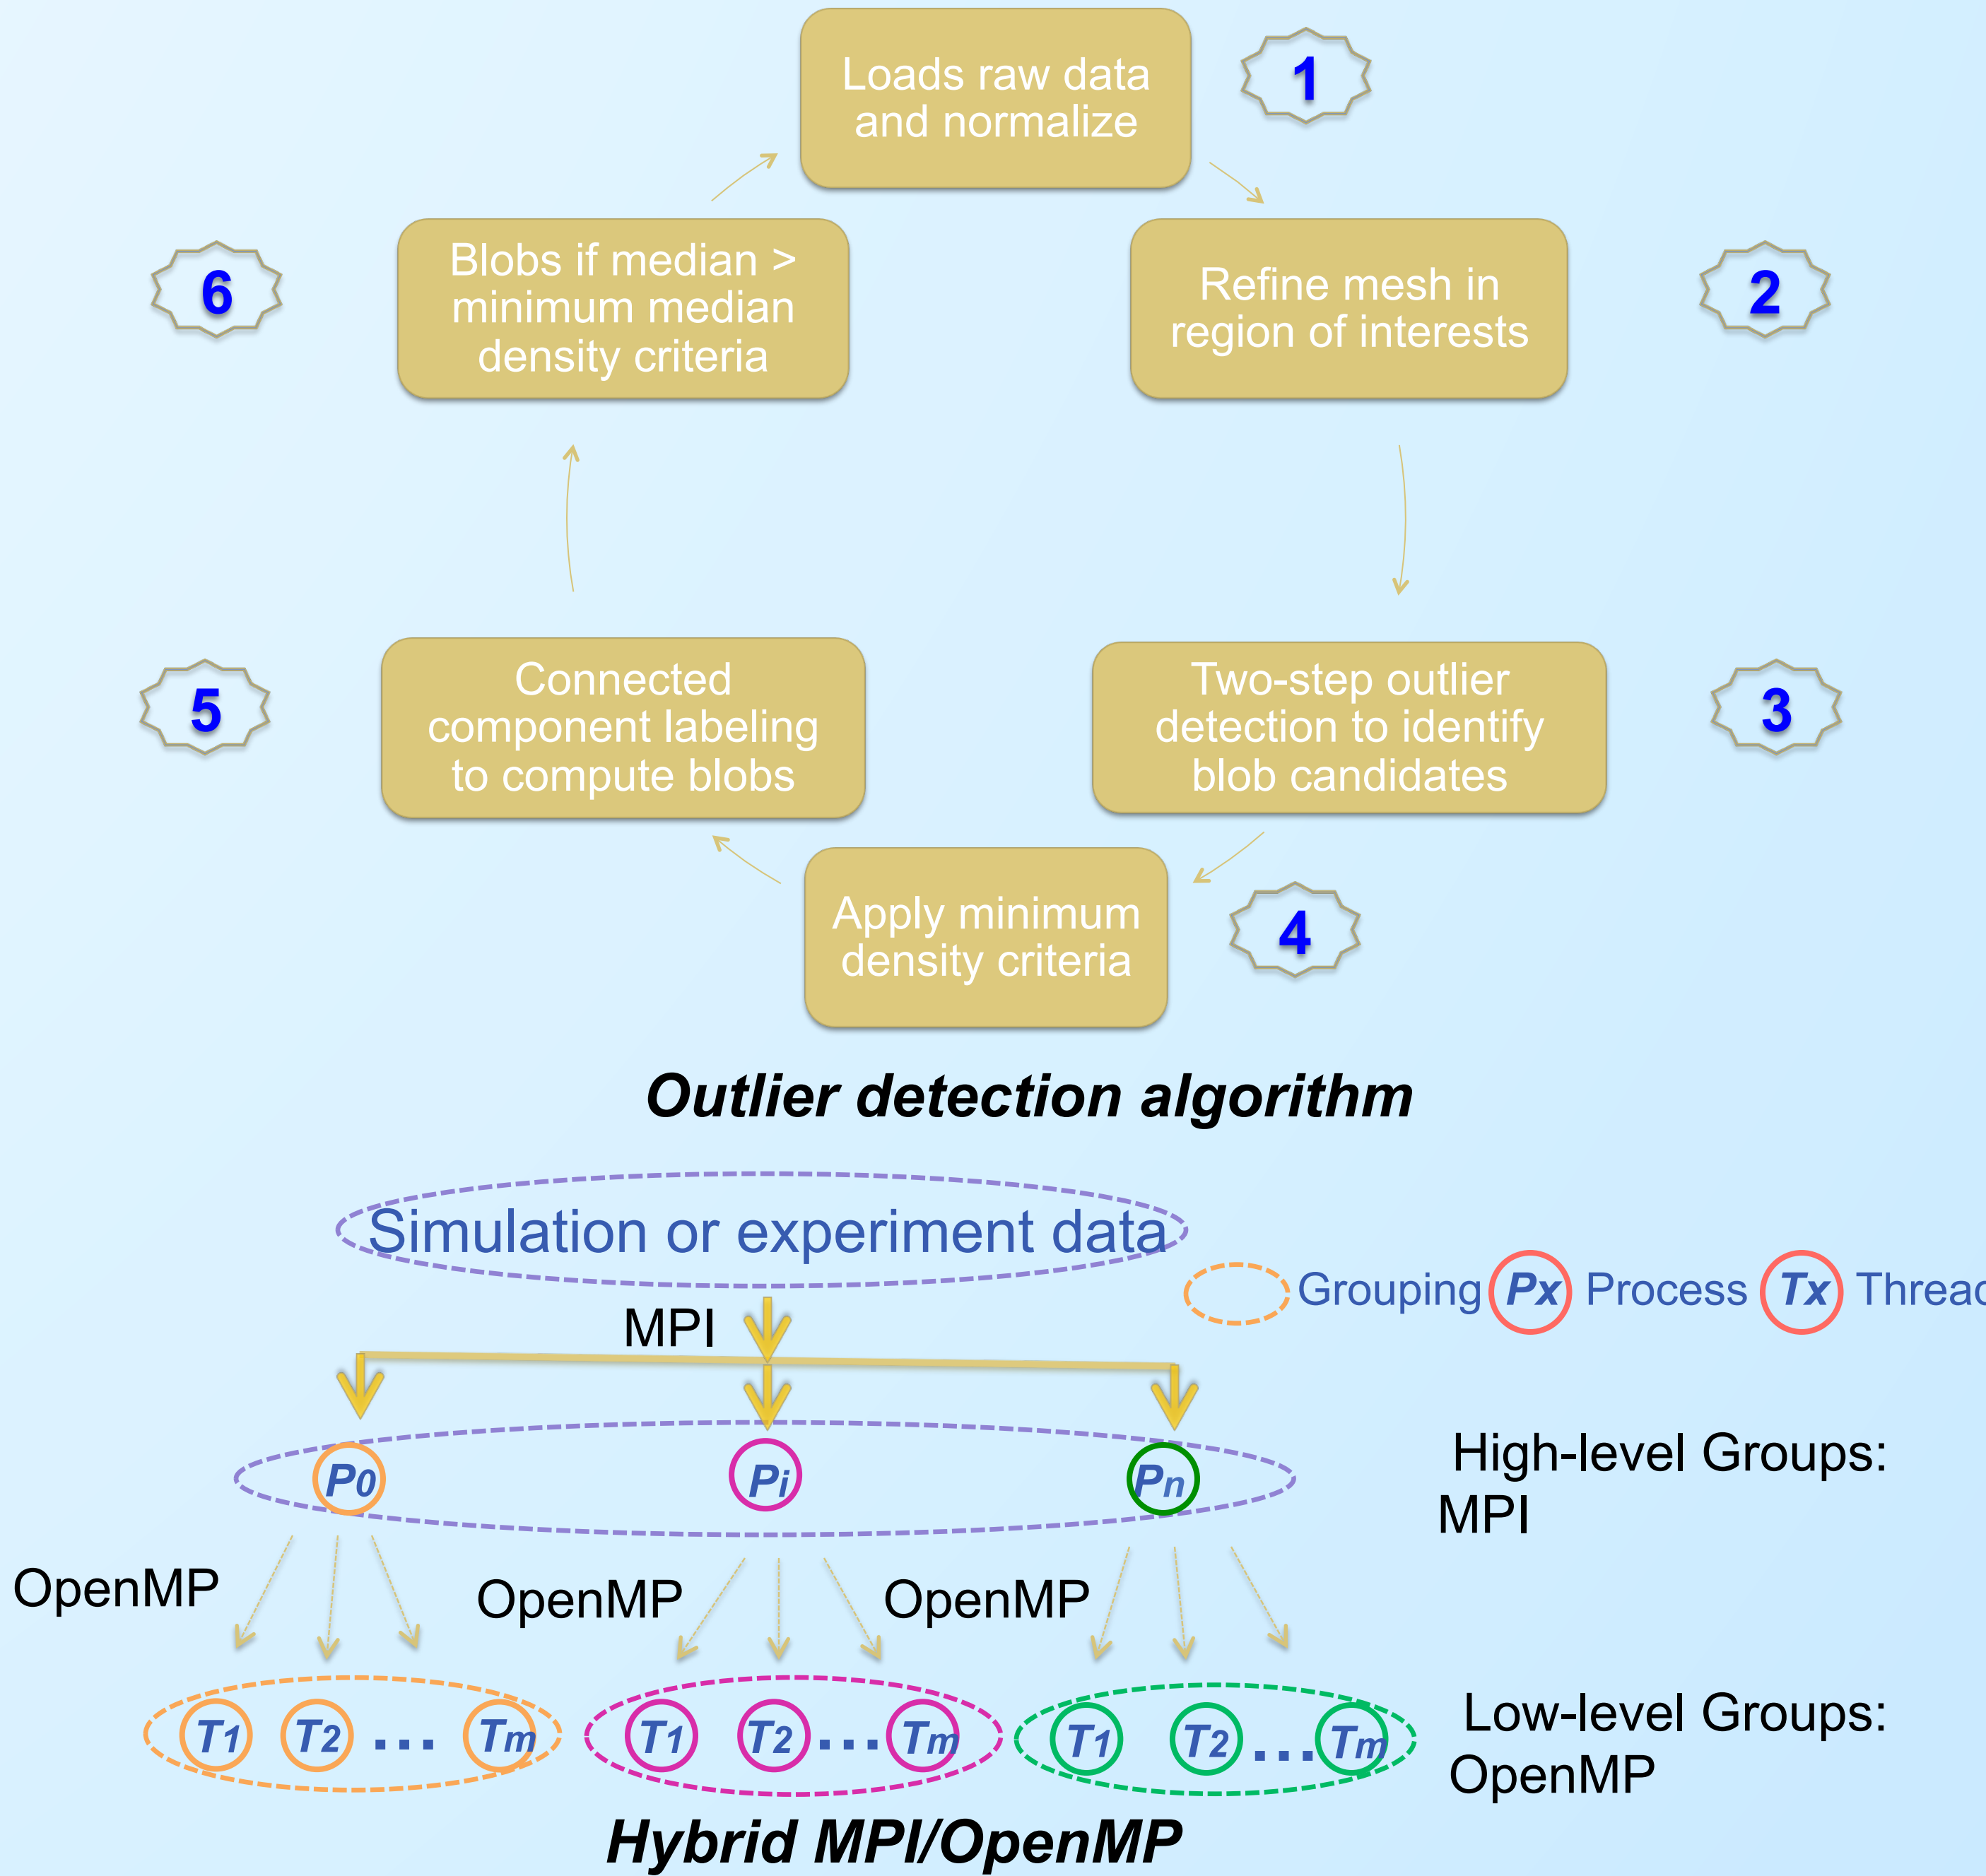 Loads raw data
and normalize
1
Blobs if median >
minimum median
density criteria
6
Refine mesh in
region of interests
2
Connected
component labeling
to compute blobs
5
Two-step outlier
detection to identify
blob candidates
3
Apply minimum
density criteria
4
Outlier detection algorithm
Simulation or experiment data
Grouping Px Process Tx Thread
MPI
P0 Pi Pn
High-level Groups:
MPI
OpenMP OpenMP OpenMP
T1 T2 ... Tm T1 T2 ... Tm T1 T2 ... Tm
Low-level Groups:
OpenMP
Hybrid MPI/OpenMP